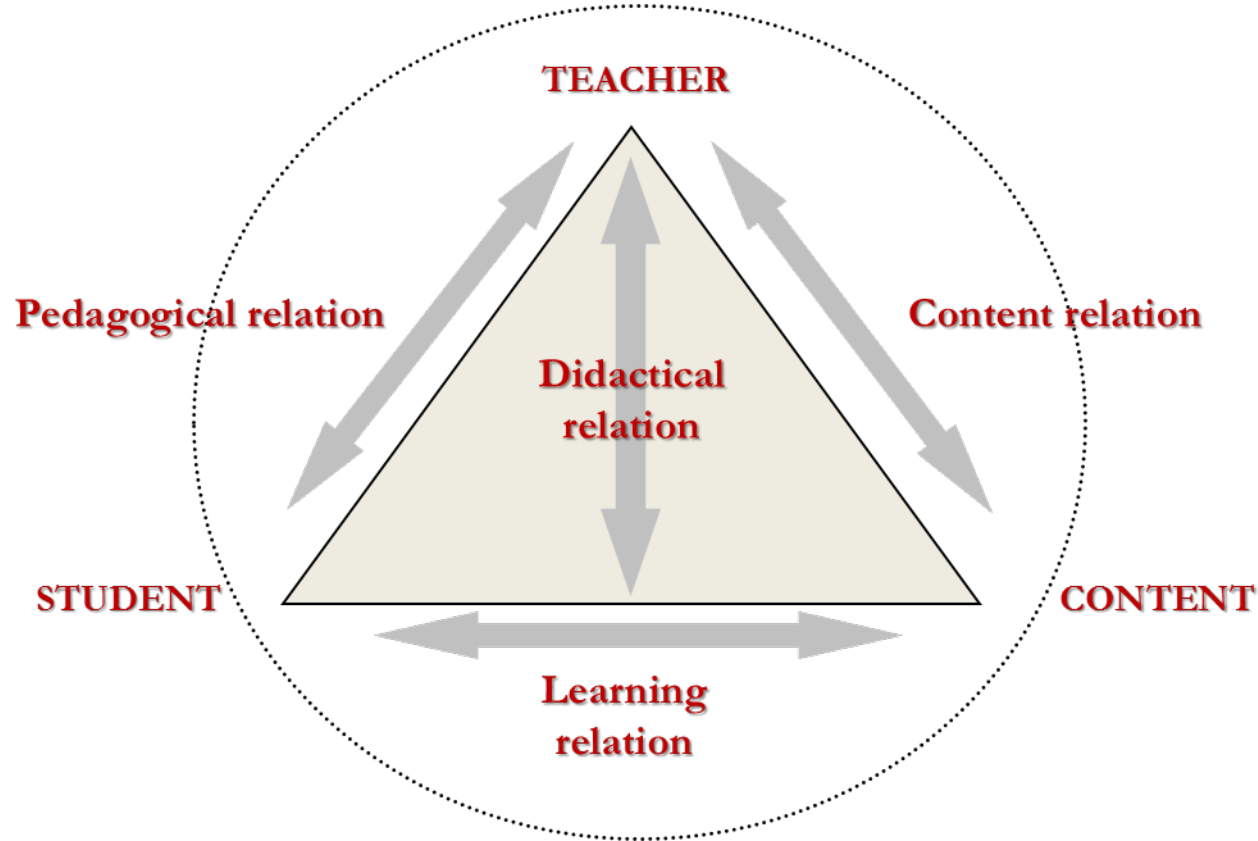 TEACHER
Pedagogical relation
Content relation
Didactical
relation
STUDENT
CONTENT
Learning
relation